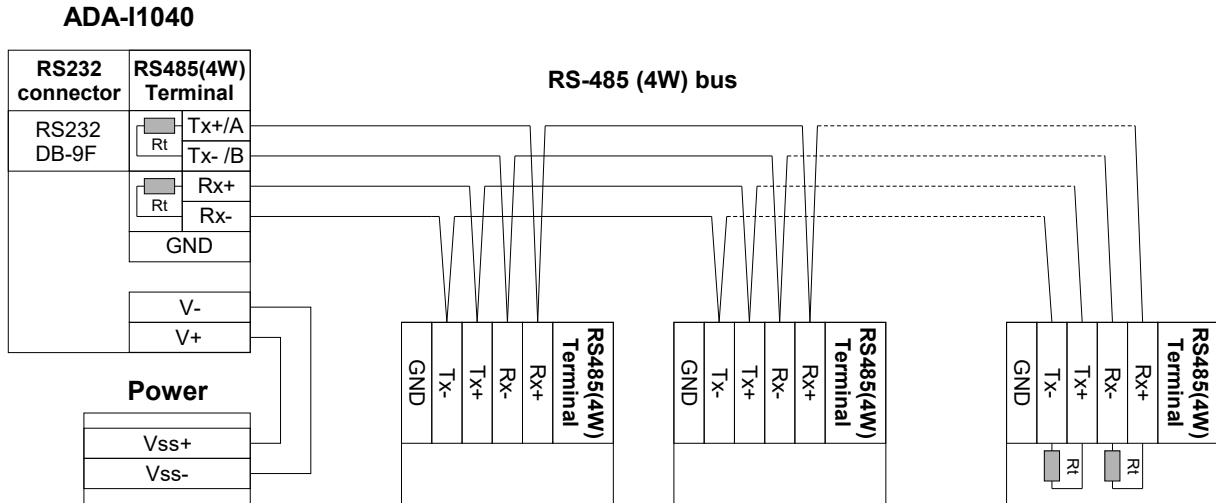 ADA-I1040
RS232
connector
RS485(4W)
Terminal
RS-485 (4W) bus
RS232
DB-9F
Rt
Tx+/A
Tx- /B
Rt
Rx+
Rx-
GND
V-
V+
Power
Vss+
Vss-
GND
Tx-
Tx+
Rx-
Rx+
RS485(4W)
Terminal
GND
Tx-
Tx+
Rx-
Rx+
RS485(4W)
Terminal
GND
Tx-
Tx+
Rx-
Rx+
RS485(4W)
Terminal
Rt
Rt